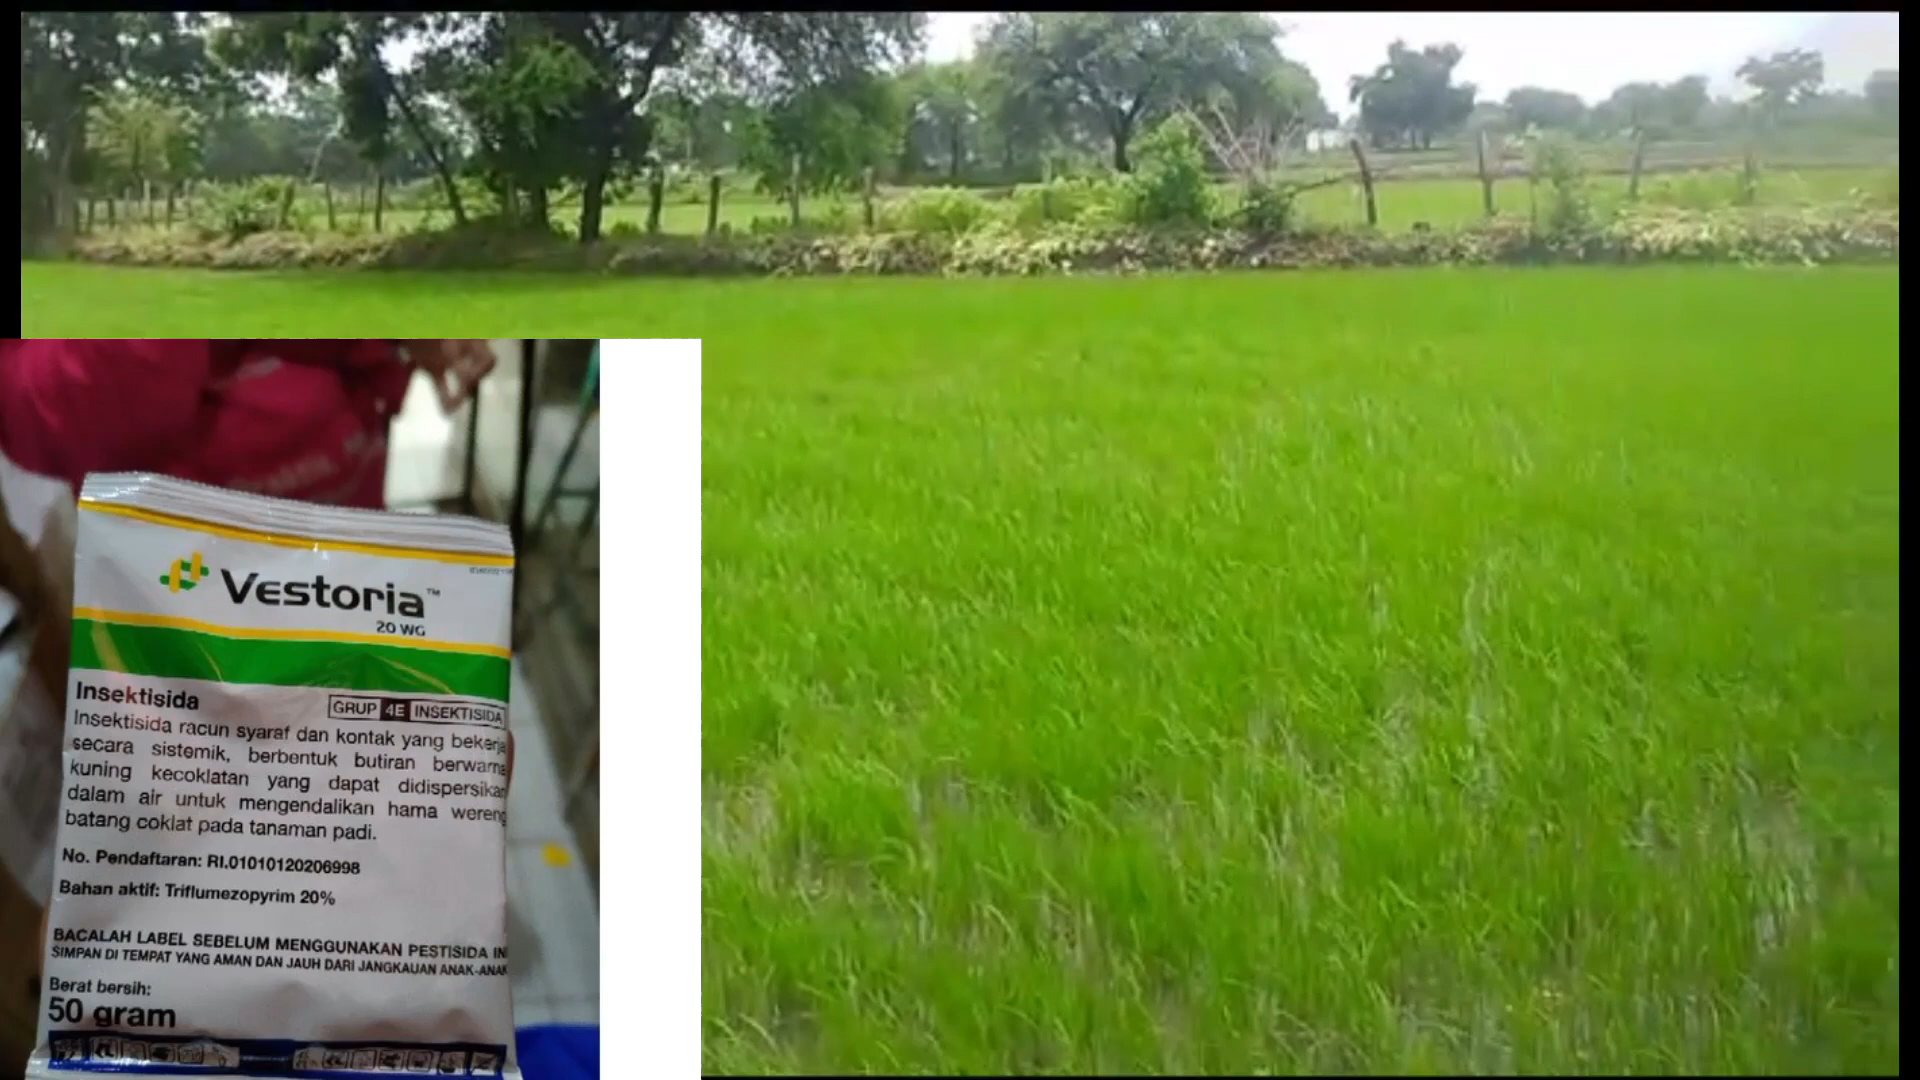 Vestoria™
20 WG
Insektisida
GRUP 4E INSEKTISIDA
Insektisida racun syaraf dan kontak yang bekerja
secara sistemik, berbentuk butiran berwarna
kuning kecoklatan yang dapat didispersikan
dalam air untuk mengendalikan hama wereng
batang coklat pada tanaman padi.
No. Pendaftaran: RI.01010120206998
Bahan aktif: Triflumezopyrim 20%
BACALAH LABEL SEBELUM MENGGUNAKAN PESTISIDA INI
SIMPAN DI TEMPAT YANG AMAN DAN JAUH DARI JANGKAUAN ANAK-ANAK
Berat bersih:
50 gram